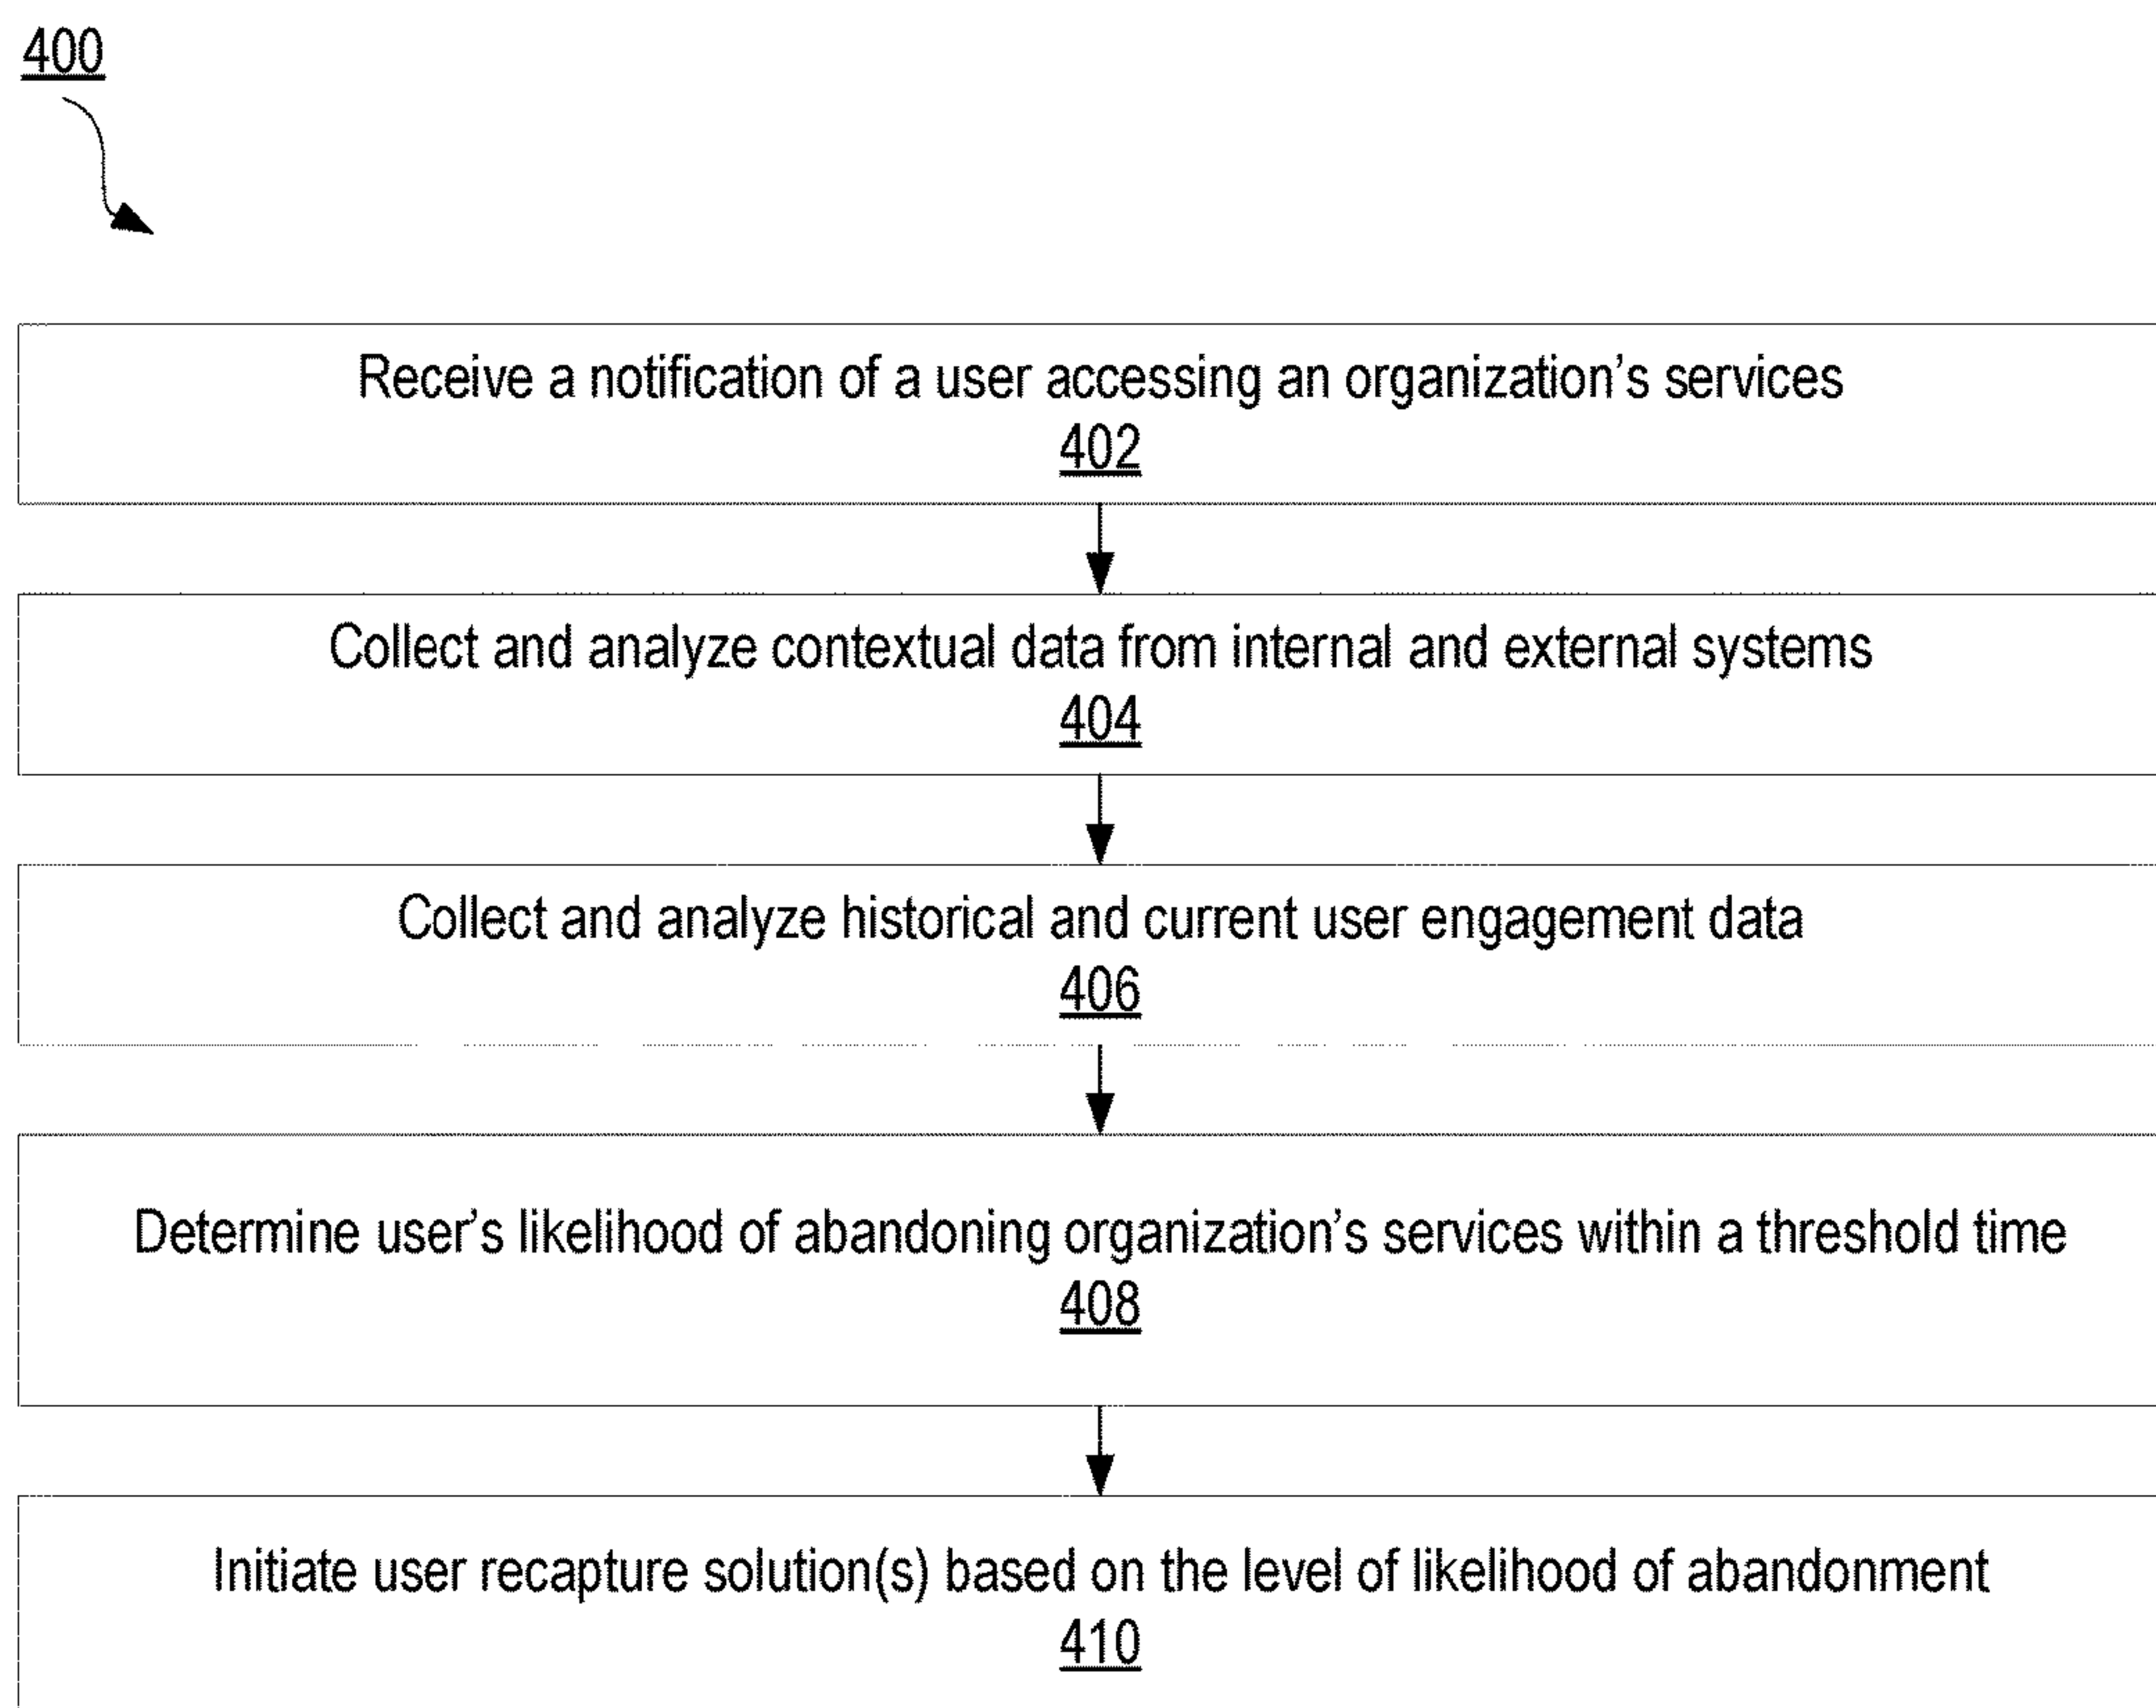 400
Receive a notification of a user accessing an organization’s services
402
Collect and analyze contextual data from internal and external systems
404
Collect and analyze historical and current user engagement data
406
Determine user’s likelihood of abandoning organization’s services within a threshold time
408
Initiate user recapture solution(s) based on the level of likelihood of abandonment
410